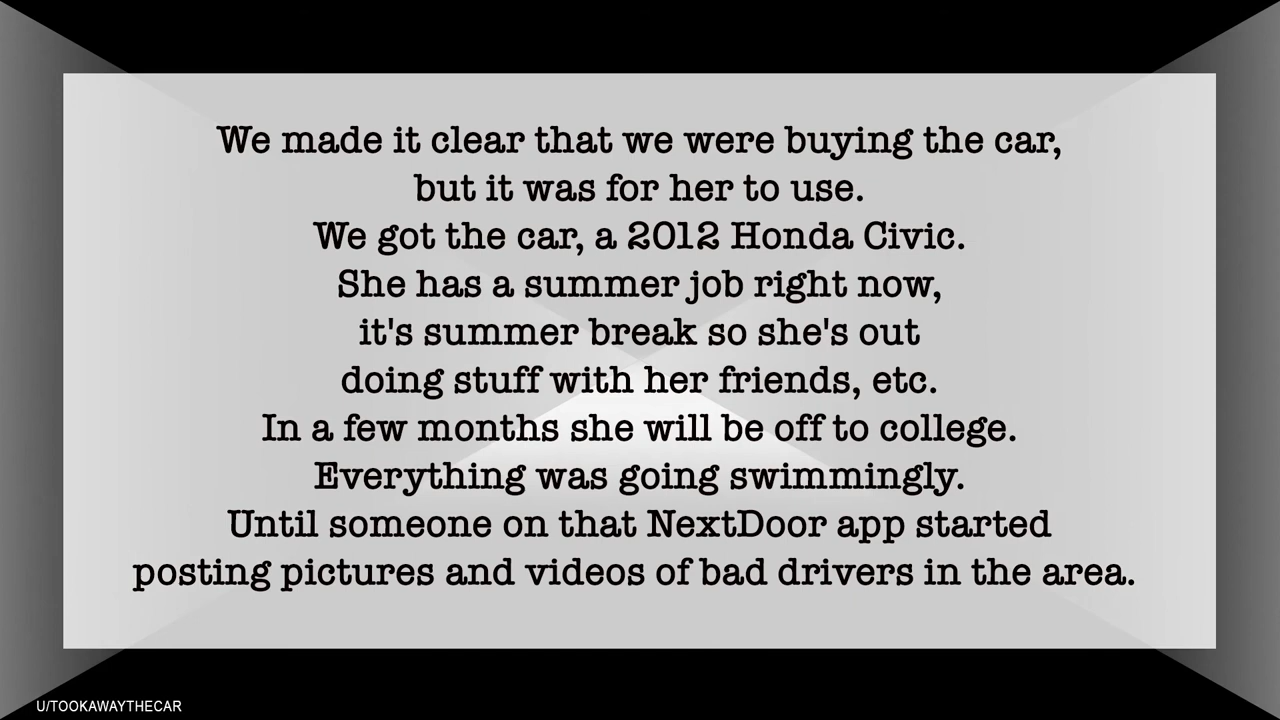 We made it clear that we were buying the car,
but it was for her to use.
We got the car, a 2012 Honda Civic.
She has a summer job right now,
it's summer break so she's out
doing stuff with her friends, etc.
In a few months she will be off to college.
Everything was going swimmingly.
Until someone on that NextDoor app started
posting pictures and videos of bad drivers in the area.
U/TOOKAWAYTHECAR